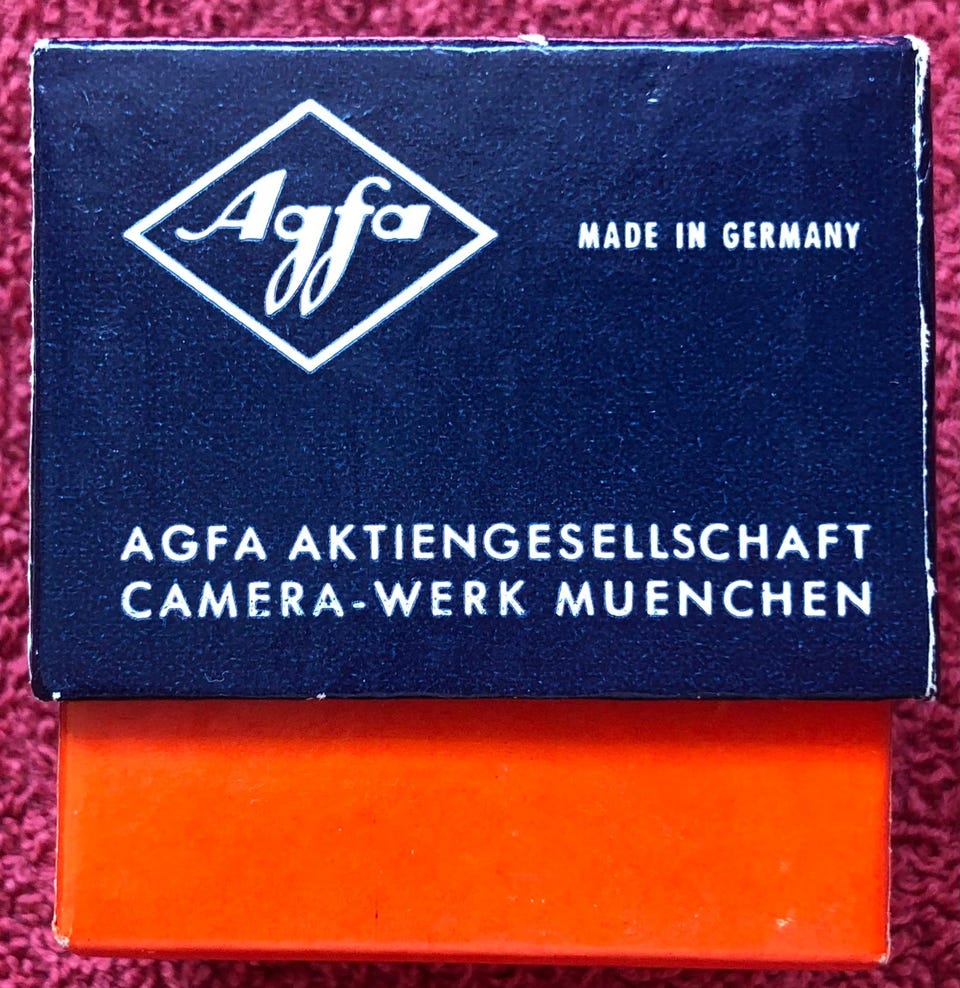 Agfa
MADE IN GERMANY
AGFA AKTIENGESELLSCHAFT
CAMERA-WERK MUENCHEN